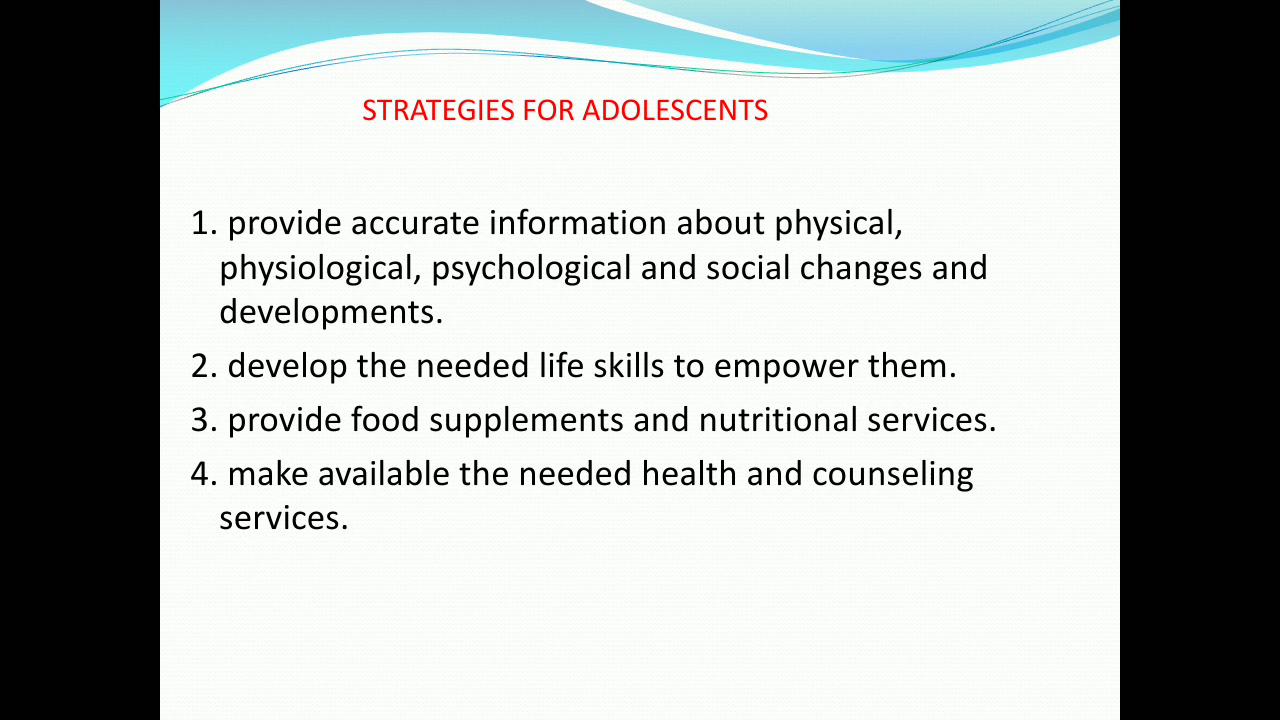 STRATEGIES FOR ADOLESCENTS
1. provide accurate information about physical,
physiological, psychological and social changes and
developments.
2. develop the needed life skills to empower them.
3. provide food supplements and nutritional services.
4. make available the needed health and counseling
services.